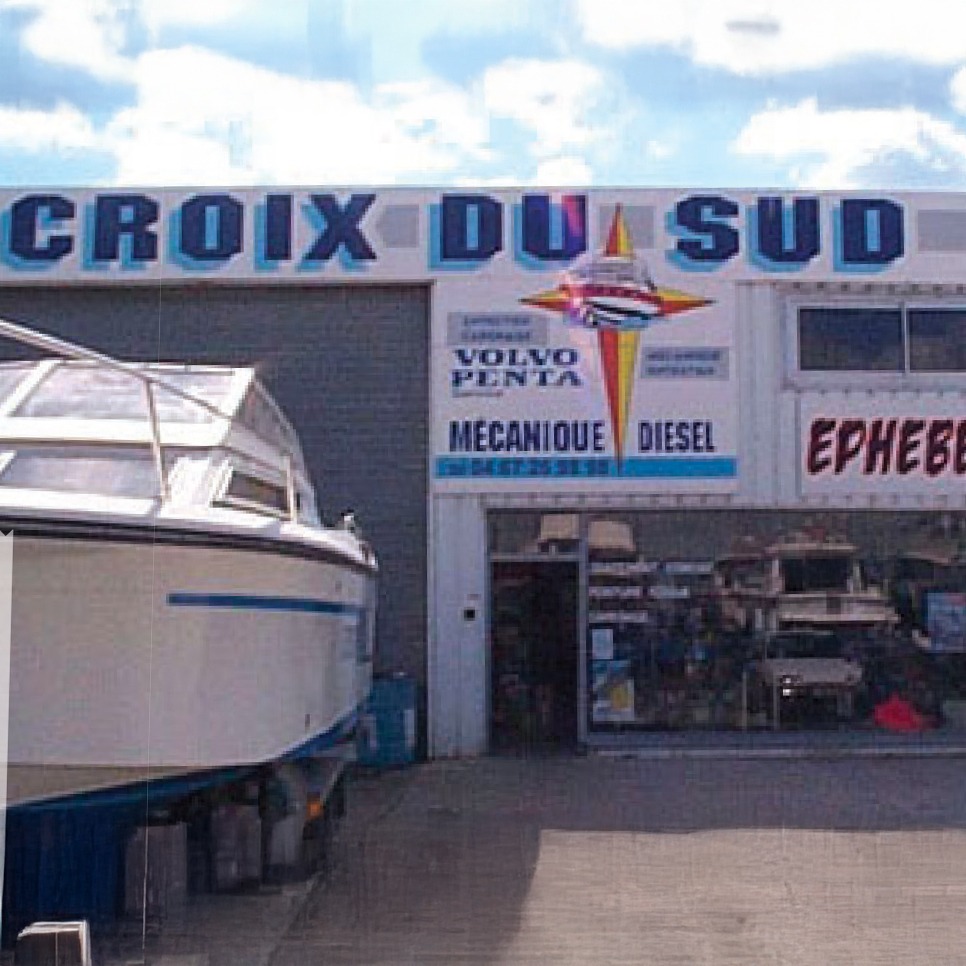 CROIX DU SUD
VOLVO
PENTA
MÉCANIQUE DIESEL
EPHEBE